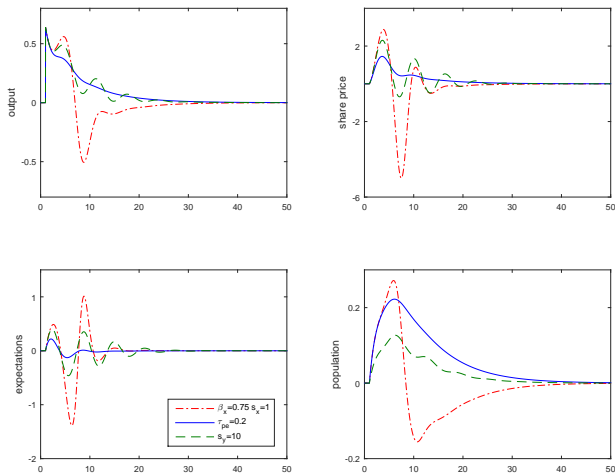 output
0.5
0
-0.5
0 10 20 30 40 50
share price
2
-2
-6
0 10 20 30 40 50
expectations
1
0
-1
-2
0 10 20 30 40 50
β_x=0.75 s_x=1
τ_pe=0.2
s_y=10
population
0.2
0
-0.2
0 10 20 30 40 50